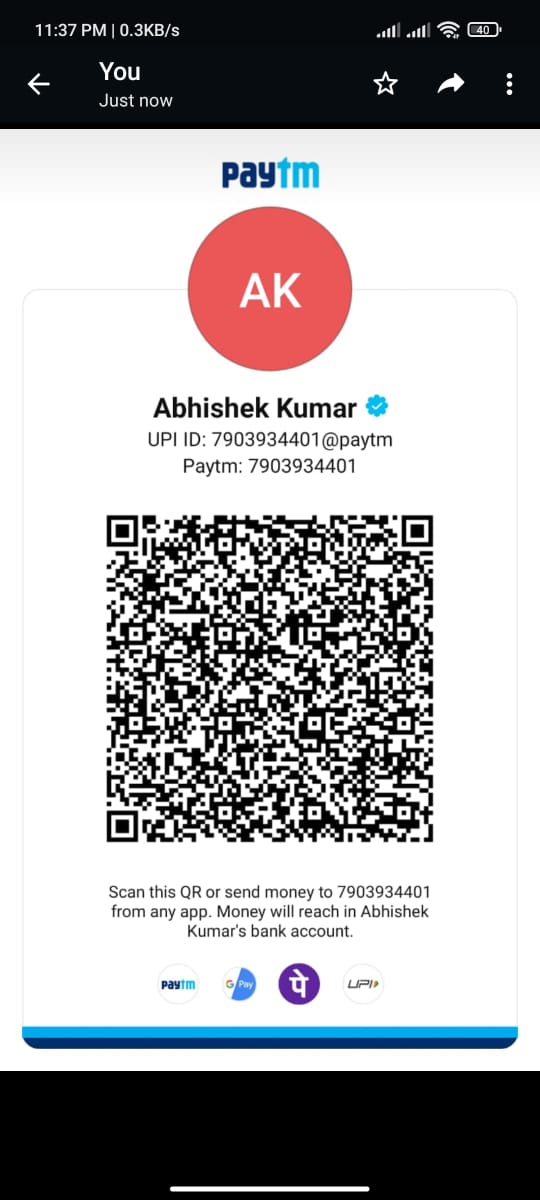 11:37 PM | 0.3KB/s
40
You
Just now
paytm
AK
Abhishek Kumar
UPI ID: 7903934401@paytm
Paytm: 7903934401
Scan this QR or send money to 7903934401
from any app. Money will reach in Abhishek
Kumar's bank account.
paytm G Pay पे UPI